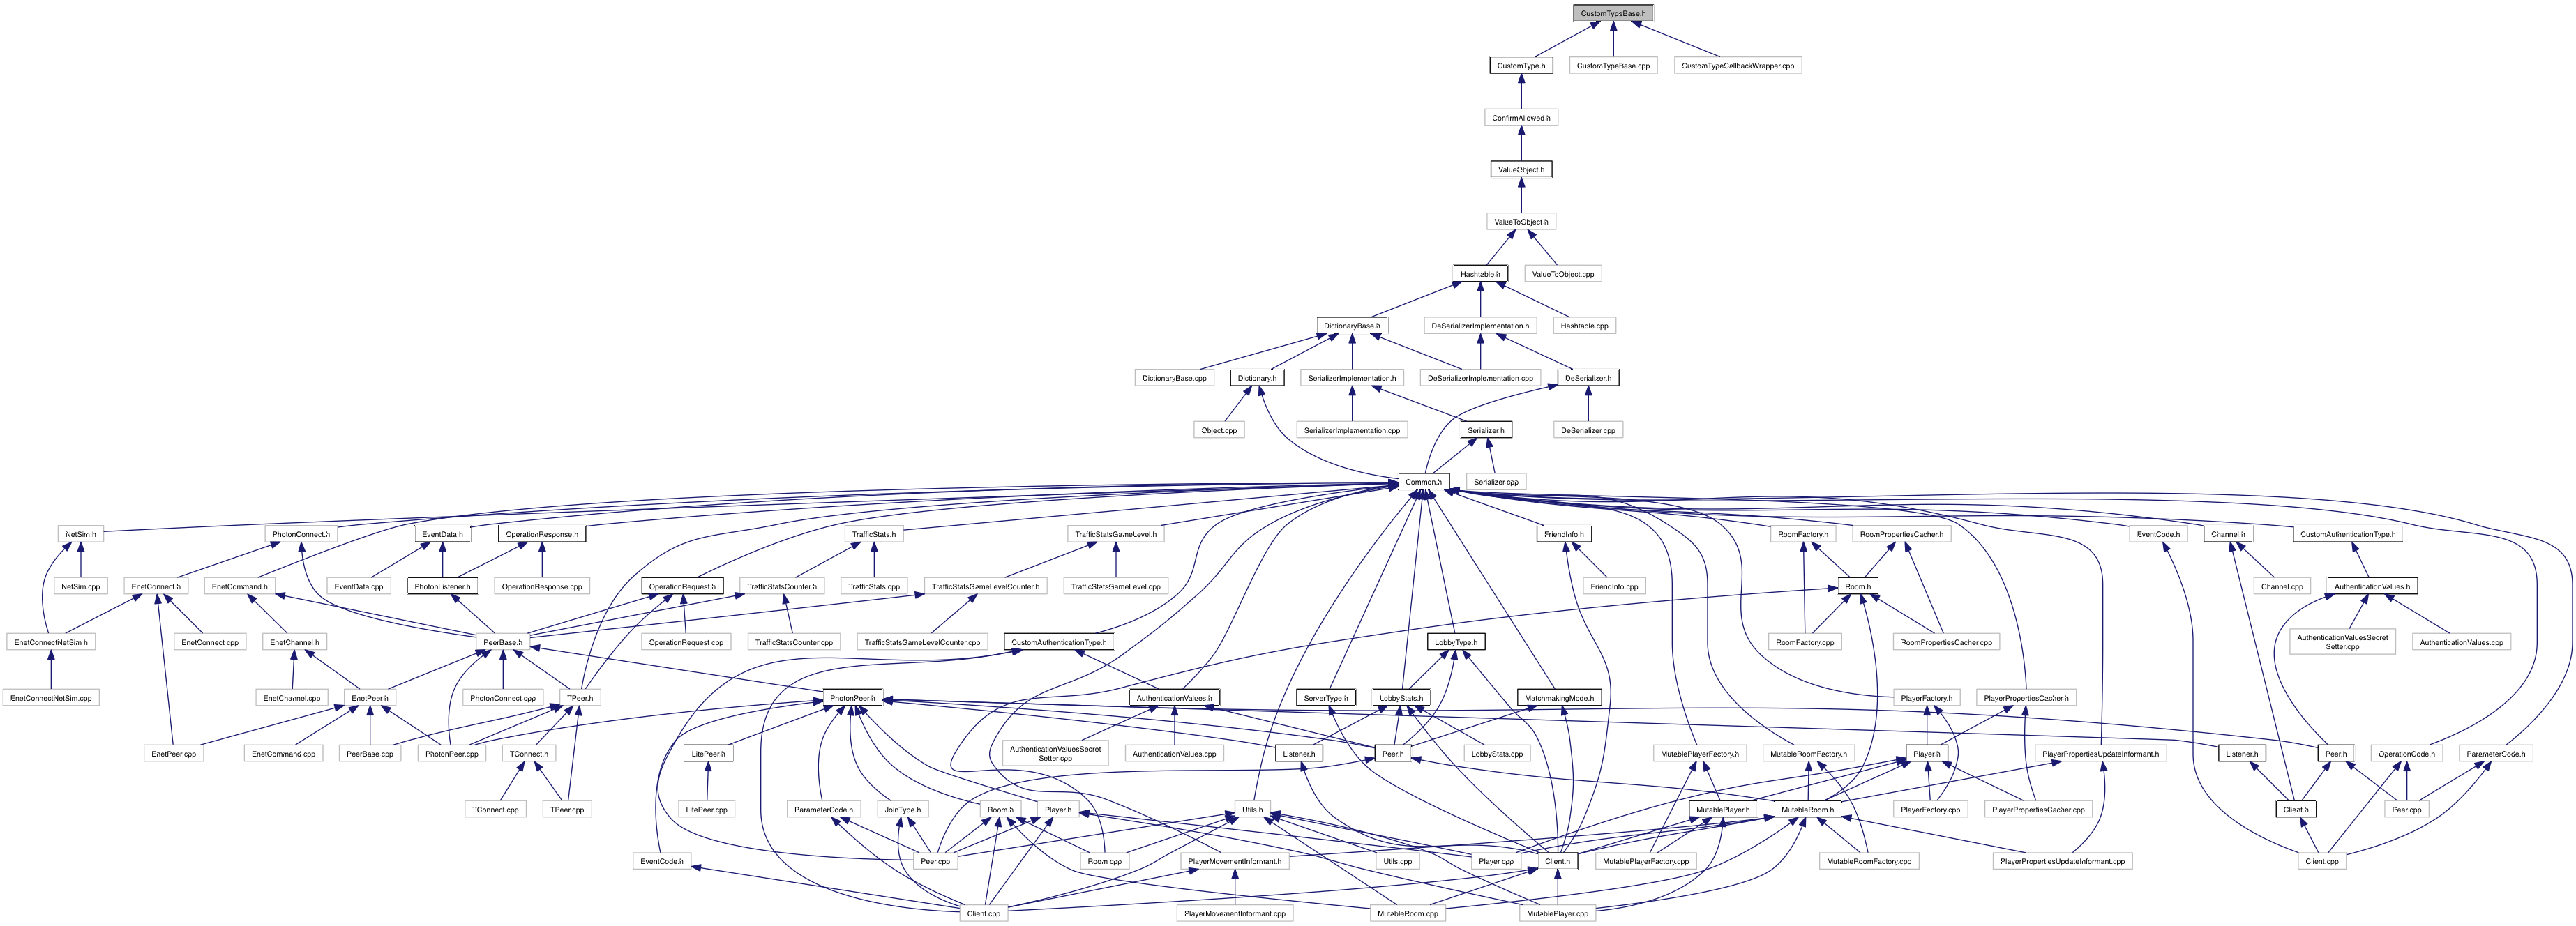 CustomTypeBase.h
CustomType.h
CustomTypeBase.cpp
CustomTypeCallbackWrapper.cpp
ConfirmAllowed.h
ValueObject.h
ValueToObject.h
Hashtable.h
ValueToObject.cpp
DictionaryBase.h
DeSerializerImplementation.h
Hashtable.cpp
DictionaryBase.cpp
Dictionary.h
SerializerImplementation.h
DeSerializerImplementation.cpp
DeSerializer.h
Object.cpp
SerializerImplementation.cpp
Serializer.h
DeSerializer.cpp
Common.h
Serializer.cpp
NetSim.h
PhotonConnect.h
EventData.h
OperationResponse.h
TrafficStats.h
TrafficStatsGameLevel.h
FriendInfo.h
RoomFactory.h
RoomPropertiesCacher.h
EventCode.h
Channel.h
CustomAuthenticationType.h
NetSim.cpp
EnetConnect.h
EnetCommand.h
EventData.cpp
PhotonListener.h
OperationResponse.cpp
OperationRequest.h
TrafficStatsCounter.h
TrafficStats.cpp
TrafficStatsGameLevelCounter.h
TrafficStatsGameLevel.cpp
FriendInfo.cpp
Room.h
Channel.cpp
AuthenticationValues.h
EnetConnectNetSim.h
EnetConnect.cpp
EnetChannel.h
PeerBase.h
OperationRequest.cpp
TrafficStatsCounter.cpp
TrafficStatsGameLevelCounter.cpp
CustomAuthenticationType.h
LobbyType.h
RoomFactory.cpp
RoomPropertiesCacher.cpp
AuthenticationValuesSecret
Setter.cpp
AuthenticationValues.cpp
EnetConnectNetSim.cpp
EnetChannel.cpp
EnetPeer.h
PhotonConnect.cpp
TPeer.h
PhotonPeer.h
AuthenticationValues.h
ServerType.h
LobbyStats.h
MatchmakingMode.h
PlayerFactory.h
PlayerPropertiesCacher.h
EnetPeer.cpp
EnetCommand.cpp
PeerBase.cpp
PhotonPeer.cpp
TConnect.h
LitePeer.h
AuthenticationValuesSecret
Setter.cpp
AuthenticationValues.cpp
Listener.h
Peer.h
LobbyStats.cpp
MutablePlayerFactory.h
MutableRoomFactory.h
Player.h
PlayerPropertiesUpdateInformant.h
Listener.h
Peer.h
OperationCode.h
ParameterCode.h
TConnect.cpp
TPeer.cpp
LitePeer.cpp
ParameterCode.h
JoinType.h
Room.h
Player.h
Utils.h
MutablePlayer.h
MutableRoom.h
PlayerFactory.cpp
PlayerPropertiesCacher.cpp
Client.h
Peer.cpp
EventCode.h
Peer.cpp
Room.cpp
PlayerMovementInformant.h
Utils.cpp
Player.cpp
Client.h
MutablePlayerFactory.cpp
MutableRoomFactory.cpp
PlayerPropertiesUpdateInformant.cpp
Client.cpp
Client.cpp
PlayerMovementInformant.cpp
MutableRoom.cpp
MutablePlayer.cpp